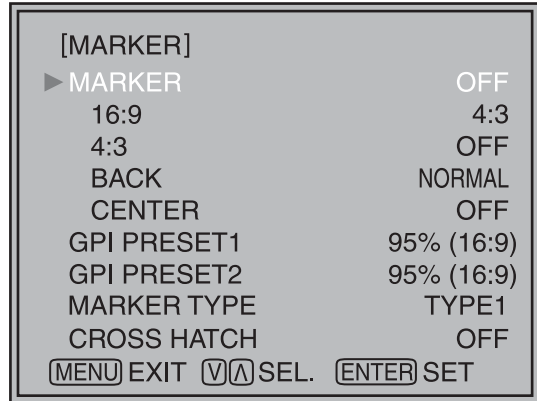 [MARKER]
MARKER OFF
16:9 4:3
4:3 OFF
BACK NORMAL
CENTER OFF
GPI PRESET1 95% (16:9)
GPI PRESET2 95% (16:9)
MARKER TYPE TYPE1
CROSS HATCH OFF
MENU EXIT V Λ SEL. ENTER SET